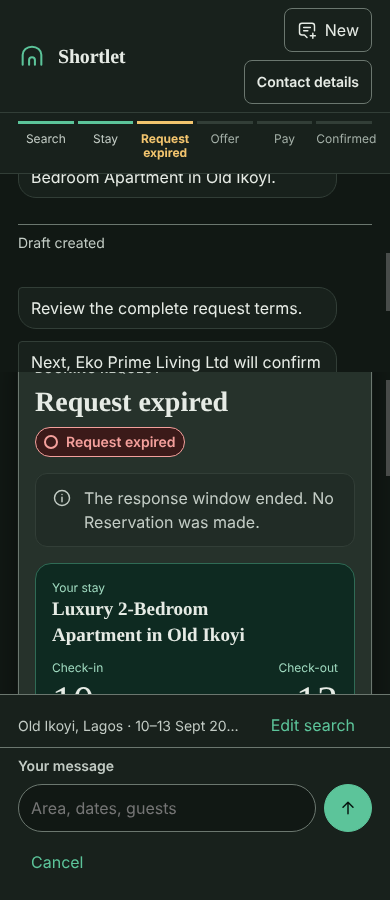 New
Shortlet
Contact details
Search
Stay
Request
expired
Offer
Pay
Confirmed
Bedroom Apartment in Old Ikoyi.
Draft created
Review the complete request terms.
Next, Eko Prime Living Ltd will confirm
Request expired
Request expired
The response window ended. No
Reservation was made.
Your stay
Luxury 2-Bedroom
Apartment in Old Ikoyi
Check-in
Check-out
Old Ikoyi, Lagos · 10–13 Sept 20...
Edit search
Your message
Area, dates, guests
Cancel